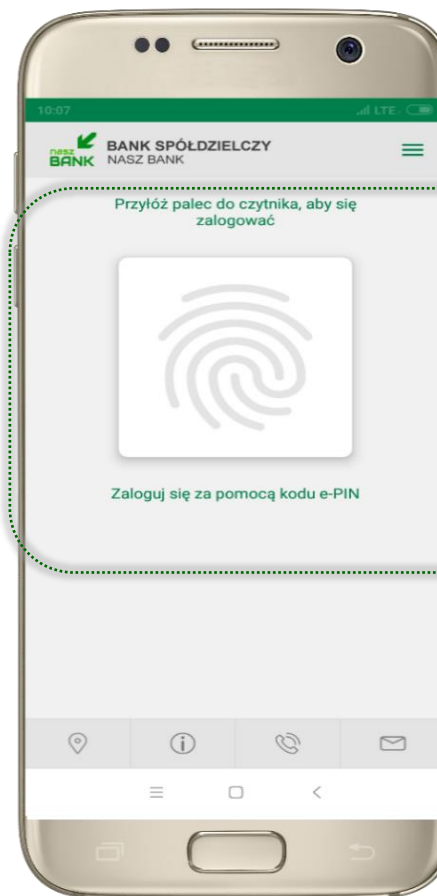 10:07
LTE
nasz
BANK
BANK SPÓŁDZIELCZY
NASZ BANK
Przyłóż palec do czytnika, aby się
zalogować
Zaloguj się za pomocą kodu e-PIN